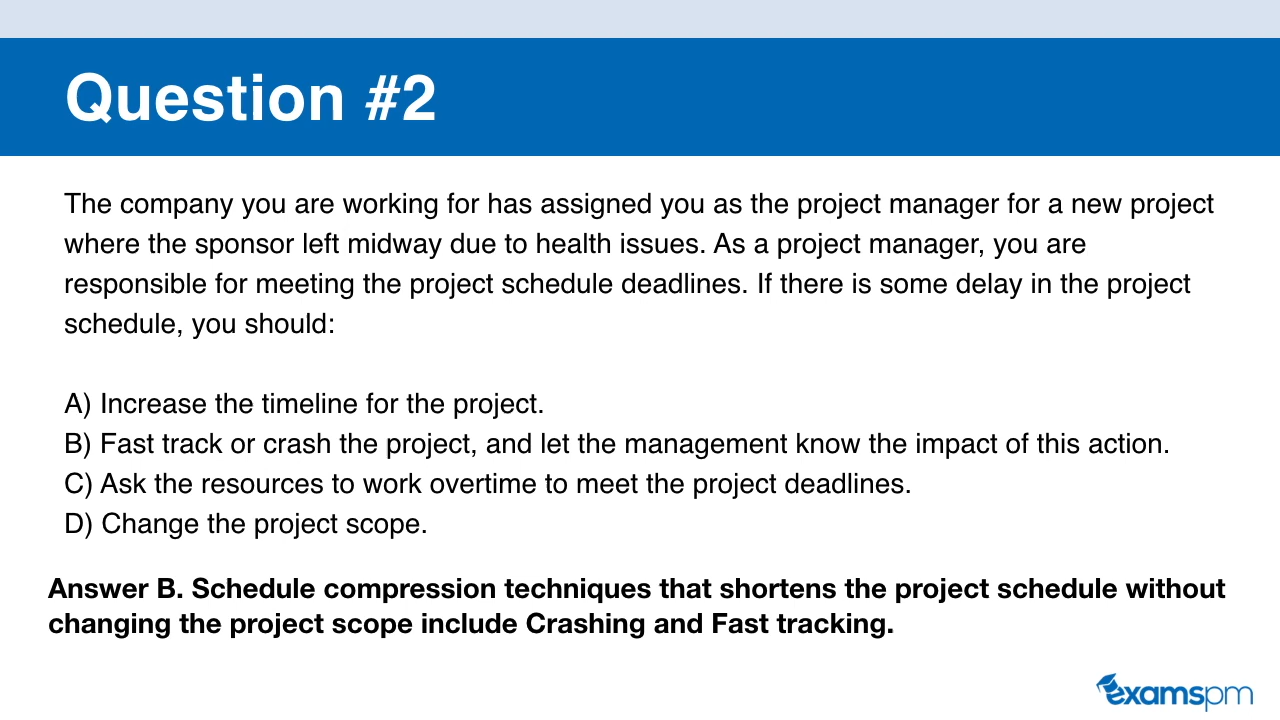 Question #2
The company you are working for has assigned you as the project manager for a new project
where the sponsor left midway due to health issues. As a project manager, you are
responsible for meeting the project schedule deadlines. If there is some delay in the project
schedule, you should:
A) Increase the timeline for the project.
B) Fast track or crash the project, and let the management know the impact of this action.
C) Ask the resources to work overtime to meet the project deadlines.
D) Change the project scope.
Answer B. Schedule compression techniques that shortens the project schedule without
changing the project scope include Crashing and Fast tracking.
examspm